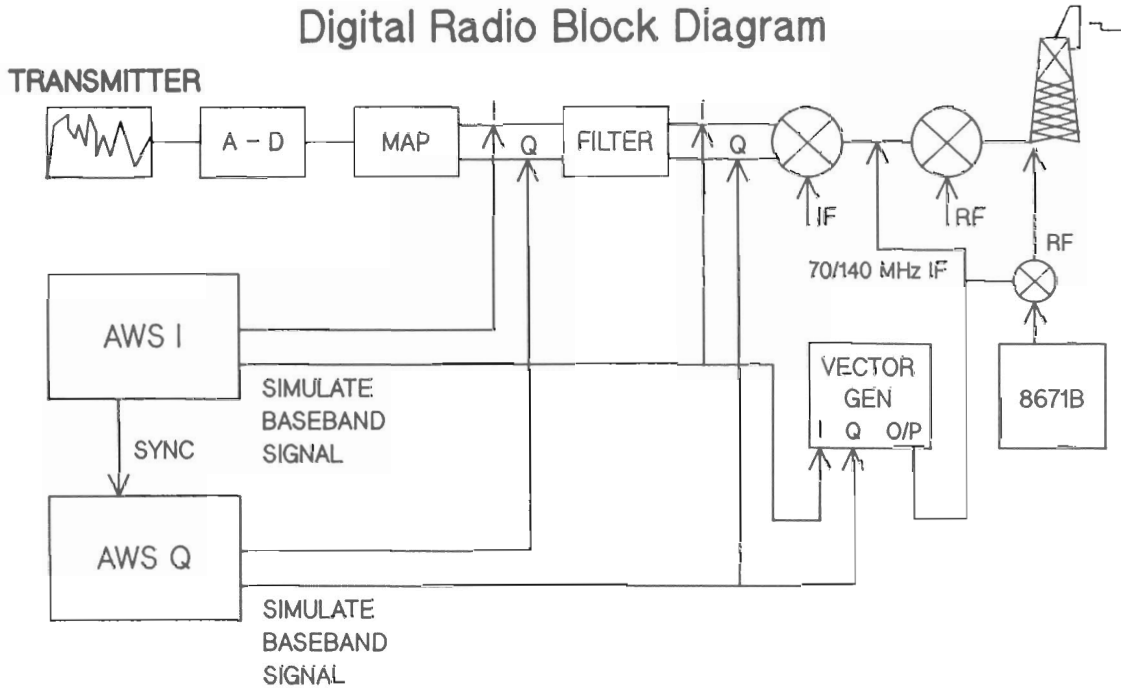 Digital Radio Block Diagram
TRANSMITTER
A - D
MAP
I
Q
FILTER
I
Q
IF
RF
RF
70/140 MHz IF
AWS I
SIMULATE
BASEBAND
SIGNAL
SYNC
VECTOR
GEN
I Q O/P
8671B
AWS Q
SIMULATE
BASEBAND
SIGNAL